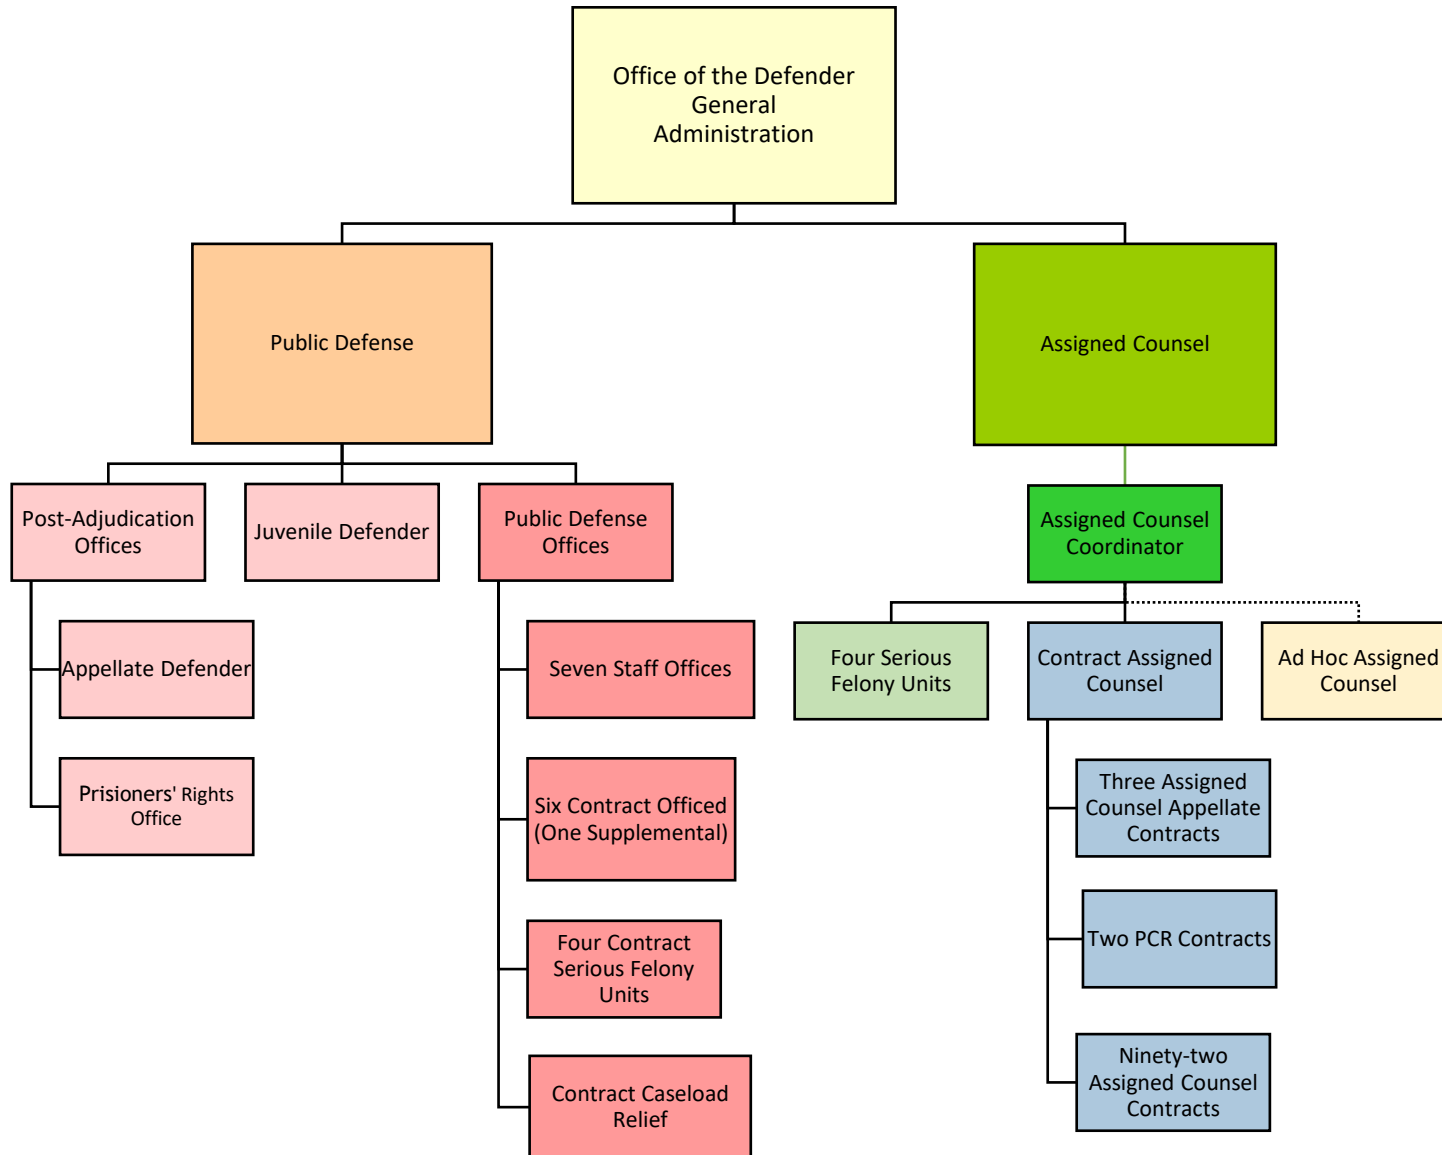 Office of the Defender
General
Administration
Public Defense
Assigned Counsel
Post-Adjudication
Offices
Juvenile Defender
Public Defense
Offices
Assigned Counsel
Coordinator
Appellate Defender
Prisioners' Rights
Office
Seven Staff Offices
Six Contract Officed
(One Supplemental)
Four Contract
Serious Felony
Units
Contract Caseload
Relief
Four Serious
Felony Units
Contract Assigned
Counsel
Ad Hoc Assigned
Counsel
Three Assigned
Counsel Appellate
Contracts
Two PCR Contracts
Ninety-two
Assigned Counsel
Contracts